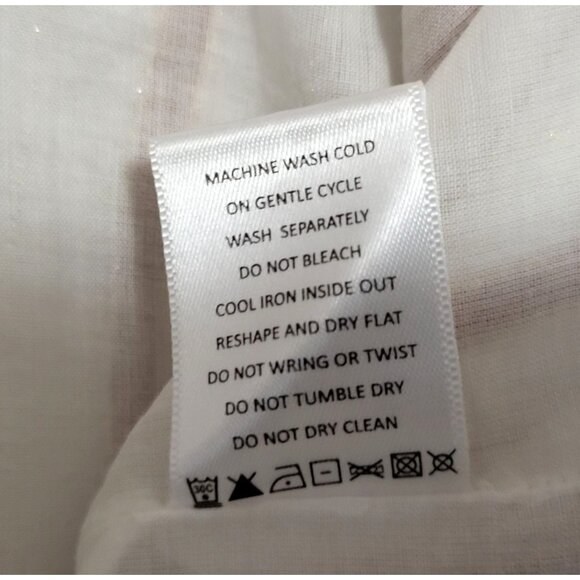 MACHINE WASH COLD
ON GENTLE CYCLE
WASH SEPARATELY
DO NOT BLEACH
COOL IRON INSIDE OUT
RESHAPE AND DRY FLAT
DO NOT WRING OR TWIST
DO NOT TUMBLE DRY
DO NOT DRY CLEAN
30C